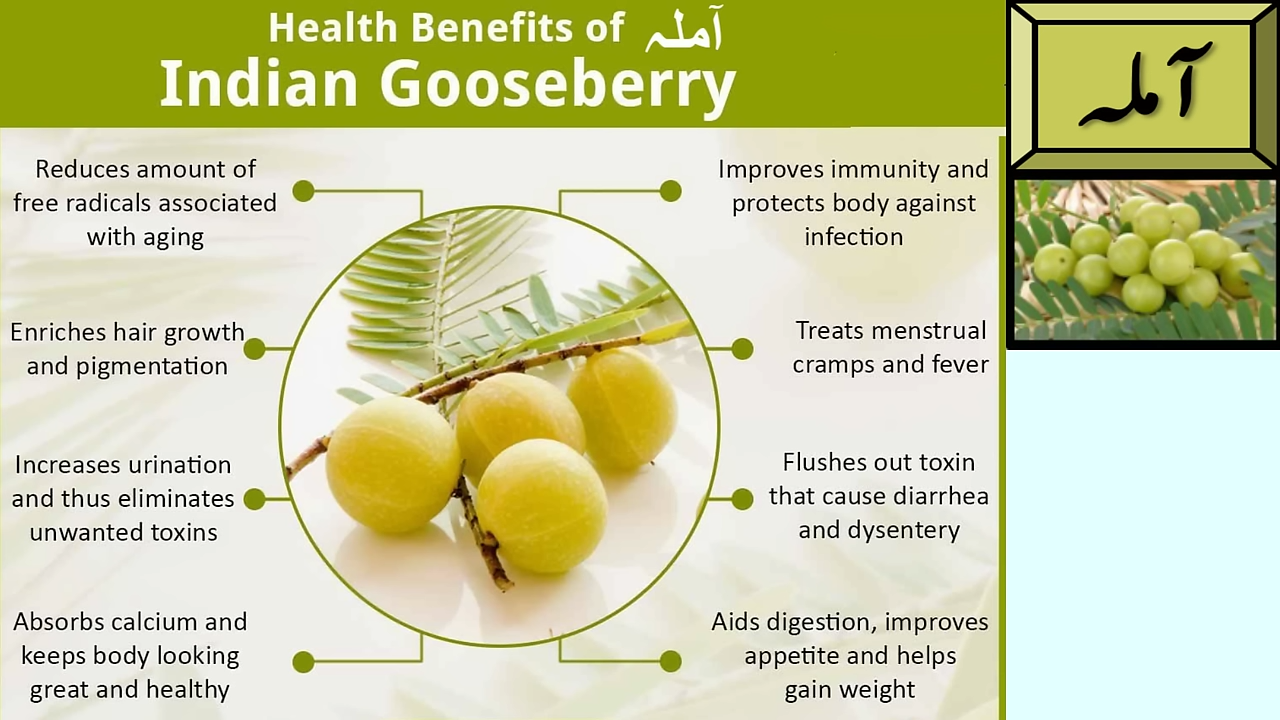 Health Benefits of آملہ
Indian Gooseberry
آملہ
Reduces amount of
free radicals associated
with aging
Enriches hair growth
and pigmentation
Increases urination
and thus eliminates
unwanted toxins
Absorbs calcium and
keeps body looking
great and healthy
Improves immunity and
protects body against
infection
Treats menstrual
cramps and fever
Flushes out toxin
that cause diarrhea
and dysentery
Aids digestion, improves
appetite and helps
gain weight